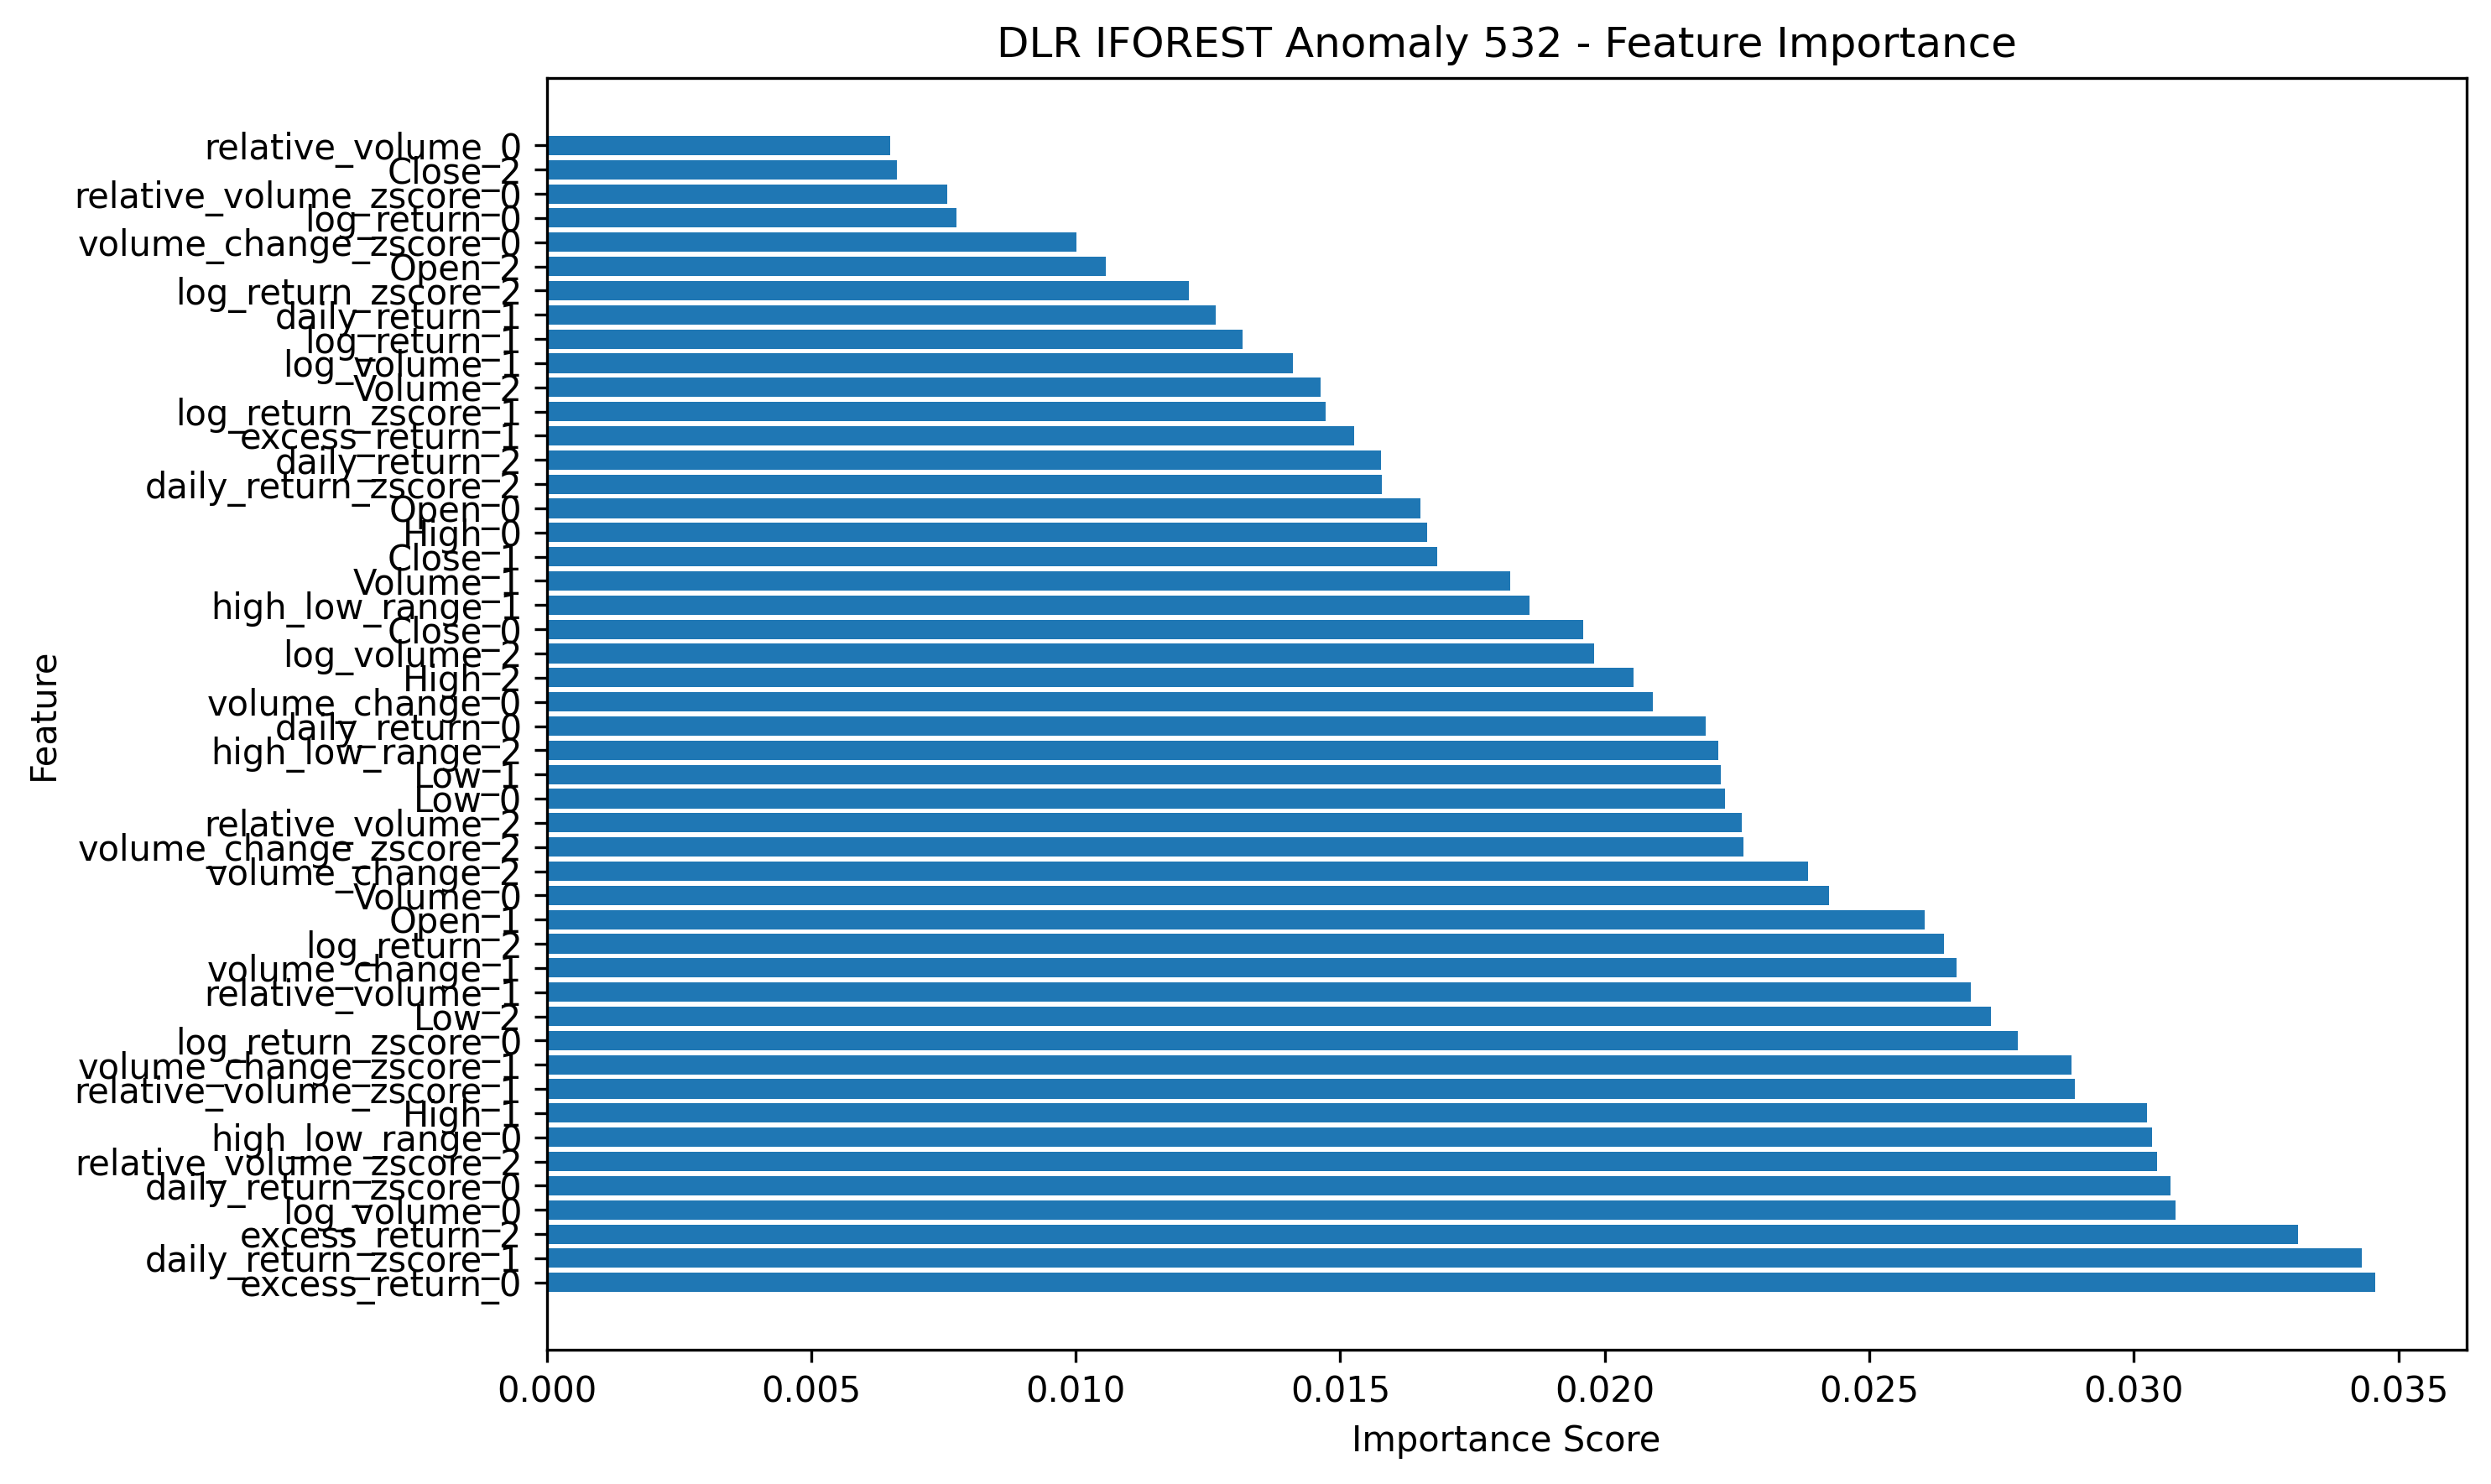 DLR IFOREST Anomaly 532 - Feature Importance
relative_volume_0
Close_2
relative_volume_zscore_0
log_return_0
volume_change_zscore_0
Open_2
log_return_zscore_2
daily_return_1
log_return_1
log_volume_1
Volume_2
log_return_zscore_1
excess_return_1
daily_return_2
daily_return_zscore_2
Open_0
High_0
Close_1
Volume_1
high_low_range_1
Close_0
log_volume_2
High_2
volume_change_0
daily_return_0
high_low_range_2
Low_1
Low_0
relative_volume_2
volume_change_zscore_2
volume_change_2
Volume_0
Open_1
log_return_2
volume_change_1
relative_volume_1
Low_2
log_return_zscore_0
volume_change_zscore_1
relative_volume_zscore_1
High_1
high_low_range_0
relative_volume_zscore_2
daily_return_zscore_0
log_volume_0
excess_return_2
daily_return_zscore_1
excess_return_0
Feature
0.000 0.005 0.010 0.015 0.020 0.025 0.030 0.035
Importance Score